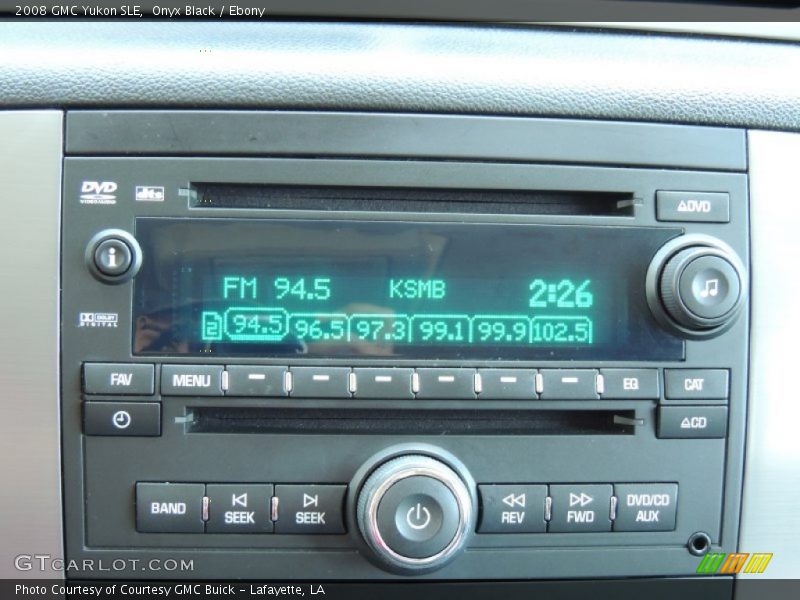 2008 GMC Yukon SLE,  Onyx Black / Ebony
DVD VIDEO/AUDIO dts
△DVD
i
FM 94.5 KSMB 2:26
2 94.5 96.5 97.3 99.1 99.9 102.5
DOLBY DIGITAL
FAV MENU EQ CAT
△CD
BAND SEEK SEEK REV FWD DVD/CD AUX
GTCARLOT.COM
Photo Courtesy of Courtesy GMC Buick - Lafayette, LA